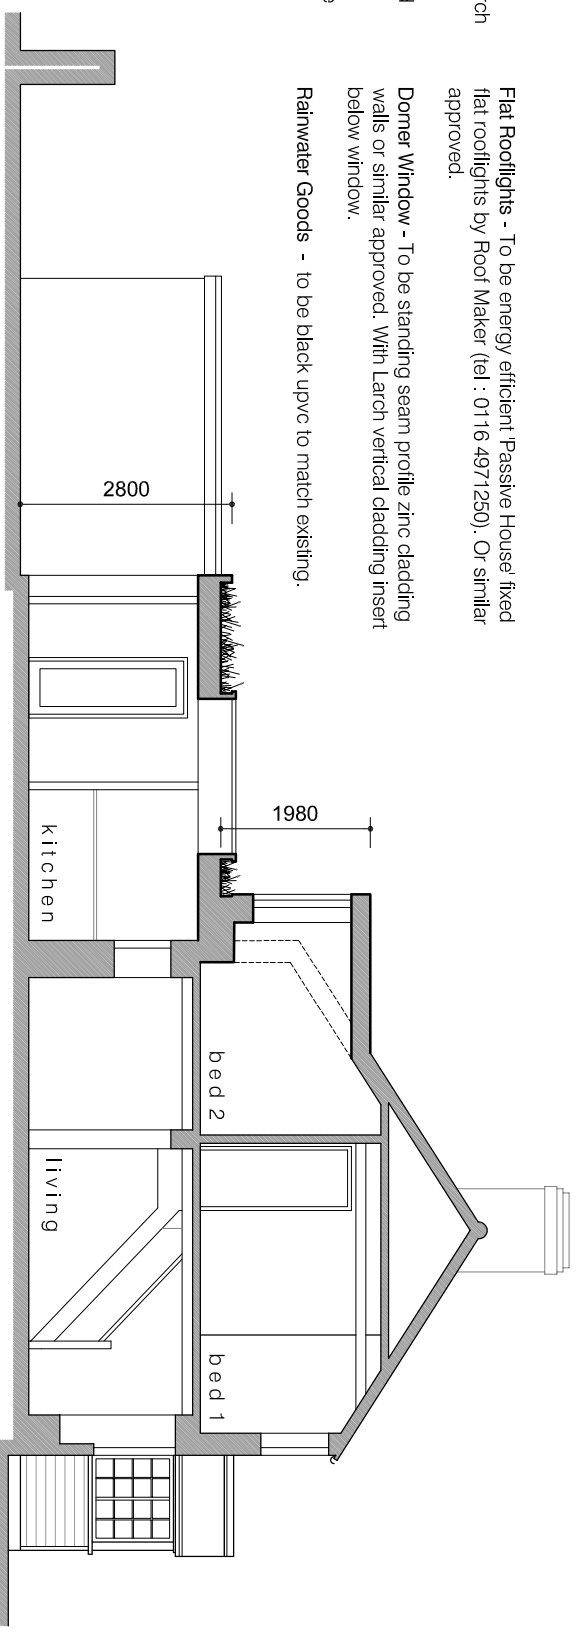 rch
Flat Rooflights - To be energy efficient 'Passive House' fixed
flat rooflights by Roof Maker (tel : 0116 4971250). Or similar
approved.
Domer Window - To be standing seam profile zinc cladding
walls or similar approved. With Larch vertical cladding insert
below window.
Rainwater Goods - to be black upvc to match existing.
2800
1980
kitchen
bed 2
living
bed 1